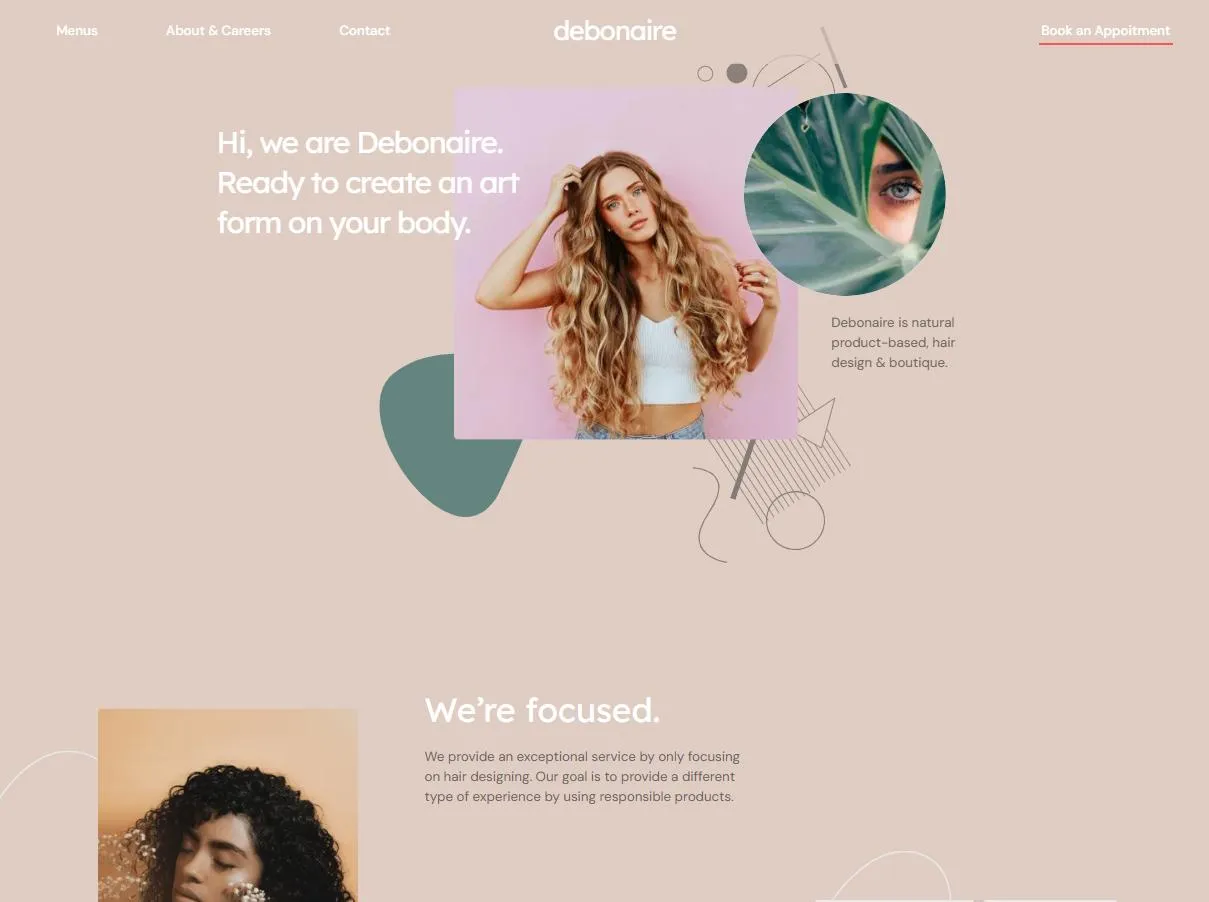 Menus
About & Careers
Contact
debonaire
Book an Appoitment
Hi, we are Debonaire.
Ready to create an art
form on your body.
Debonaire is natural
product-based, hair
design & boutique.
We’re focused.
We provide an exceptional service by only focusing
on hair designing. Our goal is to provide a different
type of experience by using responsible products.